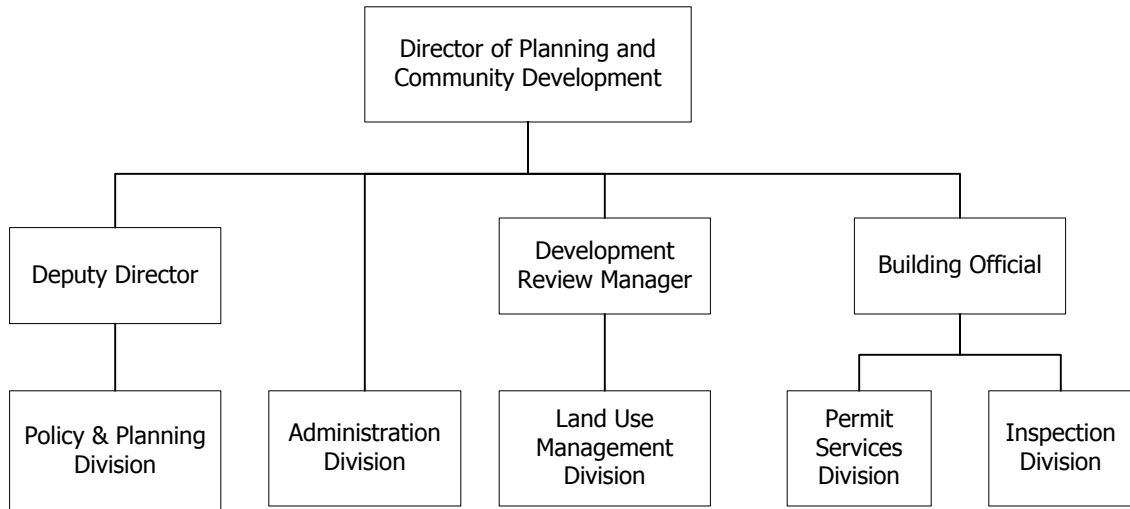 Director of Planning and
Community Development
Deputy Director
Development
Review Manager
Building Official
Policy & Planning
Division
Administration
Division
Land Use
Management
Division
Permit
Services
Division
Inspection
Division